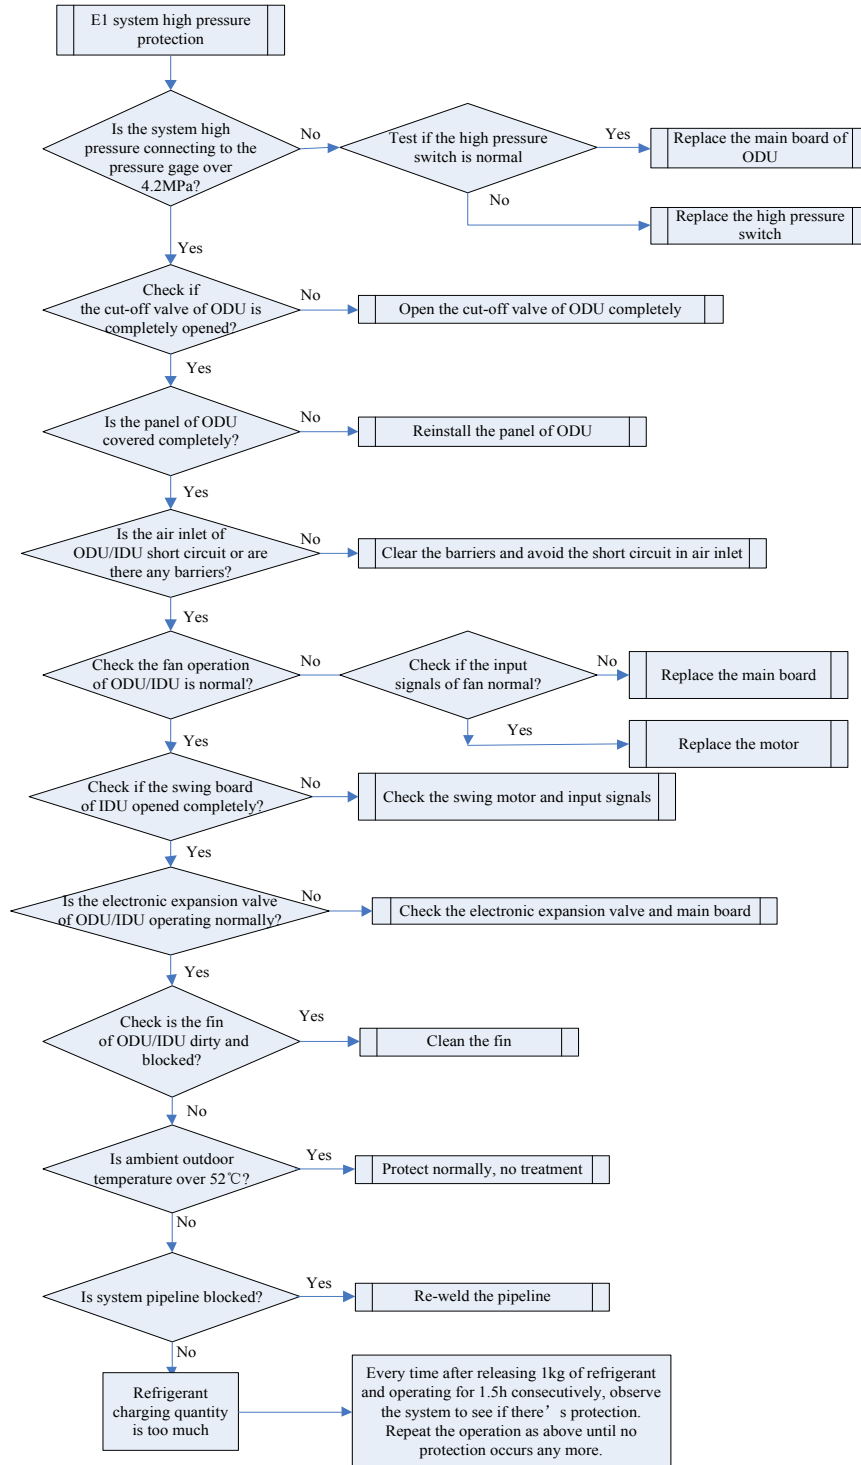 E1 system high pressure
protection
Is the system high
pressure connecting to the
pressure gage over
4.2MPa?
No
Test if the high pressure
switch is normal
Yes
Replace the main board of
ODU
No
Replace the high pressure
switch
Yes
Check if
the cut-off valve of ODU is
completely opened?
No
Open the cut-off valve of ODU completely
Yes
Is the panel of ODU
covered completely?
No
Reinstall the panel of ODU
Yes
Is the air inlet of
ODU/IDU short circuit or are
there any barriers?
No
Clear the barriers and avoid the short circuit in air inlet
Yes
Check the fan operation
of ODU/IDU is normal?
No
Check if the input
signals of fan normal?
No
Replace the main board
Yes
Replace the motor
Yes
Check if the swing board
of IDU opened completely?
No
Check the swing motor and input signals
Yes
Is the electronic expansion valve
of ODU/IDU operating normally?
No
Check the electronic expansion valve and main board
Yes
Check is the fin
of ODU/IDU dirty and
blocked?
Yes
Clean the fin
No
Is ambient outdoor
temperature over 52℃?
Yes
Protect normally, no treatment
No
Is system pipeline blocked?
Yes
Re-weld the pipeline
No
Refrigerant
charging quantity
is too much
Every time after releasing 1kg of refrigerant
and operating for 1.5h consecutively, observe
the system to see if there’s protection.
Repeat the operation as above until no
protection occurs any more.